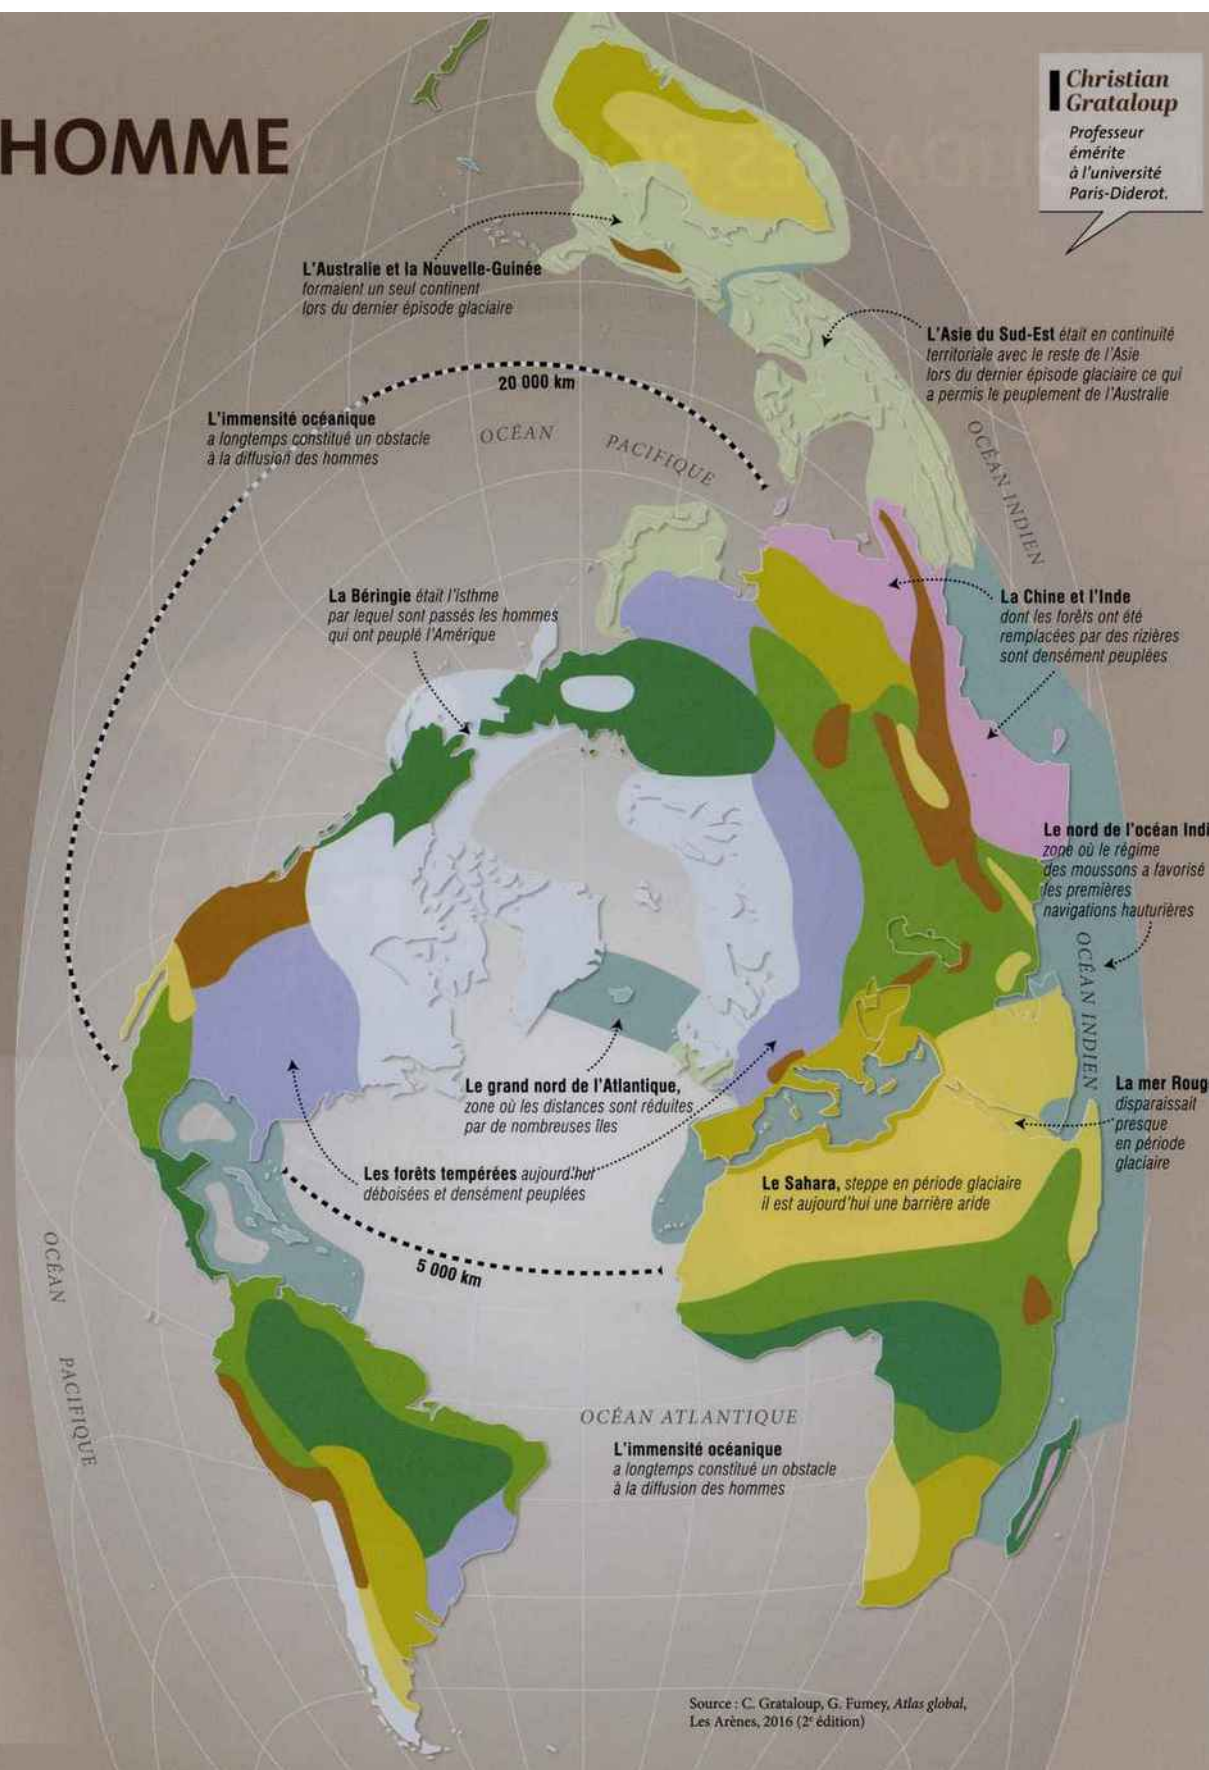 HOMME
Christian
Grataloup
Professeur
émérite
à l'université
Paris-Diderot.
L'Australie et la Nouvelle-Guinée
formaient un seul continent
lors du dernier épisode glaciaire
L'Asie du Sud-Est était en continuité
territoriale avec le reste de l'Asie
lors du dernier épisode glaciaire ce qui
a permis le peuplement de l'Australie
20 000 km
L'immensité océanique
a longtemps constitué un obstacle
à la diffusion des hommes
OCÉAN PACIFIQUE
OCÉAN INDIEN
La Béringie était l'isthme
par lequel sont passés les hommes
qui ont peuplé l'Amérique
La Chine et l'Inde
dont les forêts ont été
remplacées par des rizières
sont densément peuplées
Le nord de l'océan Indi
zone où le régime
des moussons a favorisé
les premières
navigations hauturières
OCÉAN INDIEN
Le grand nord de l'Atlantique,
zone où les distances sont réduites
par de nombreuses îles
La mer Roug
disparaissait
presque
en période
glaciaire
Les forêts tempérées aujourd'hui
déboisées et densément peuplées
Le Sahara, steppe en période glaciaire
il est aujourd'hui une barrière aride
5 000 km
OCÉAN PACIFIQUE
OCÉAN ATLANTIQUE
L'immensité océanique
a longtemps constitué un obstacle
à la diffusion des hommes
Source : C. Grataloup, G. Fumey, Atlas global,
Les Arènes, 2016 (2e édition)